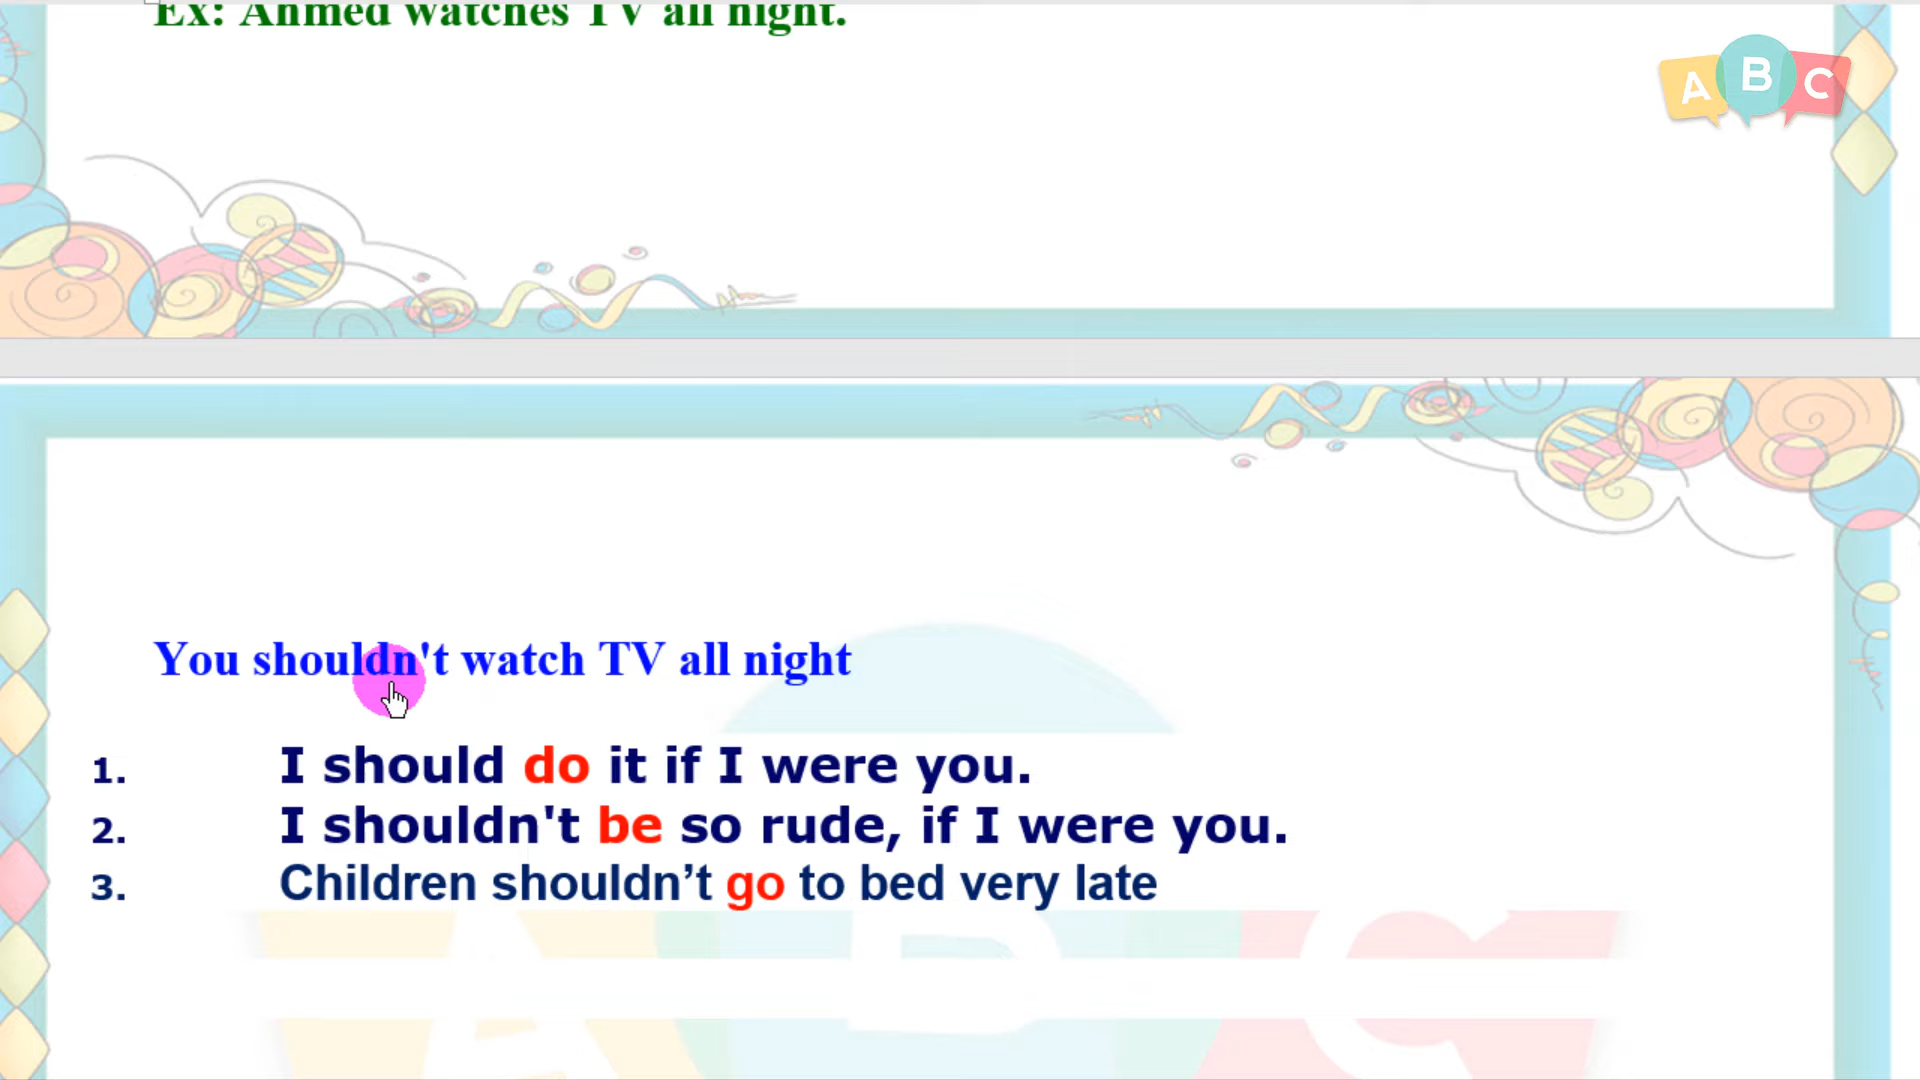 Ex: Ahmed watches TV all night.
A B C
You shouldn't watch TV all night
1. I should do it if I were you.
2. I shouldn't be so rude, if I were you.
3. Children shouldn’t go to bed very late